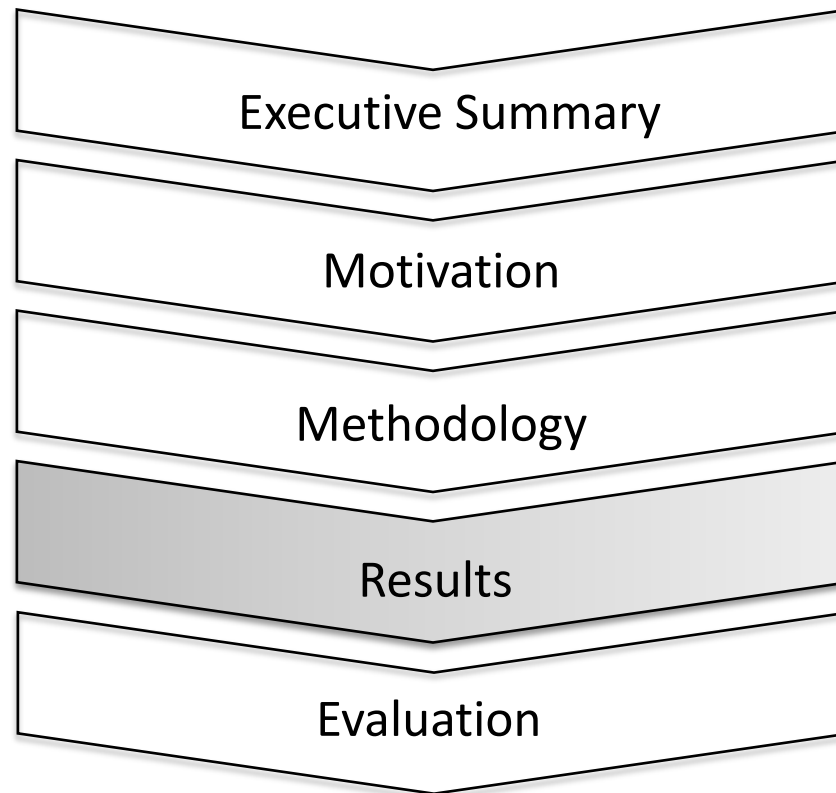 Executive Summary
Motivation
Methodology
Results
Evaluation